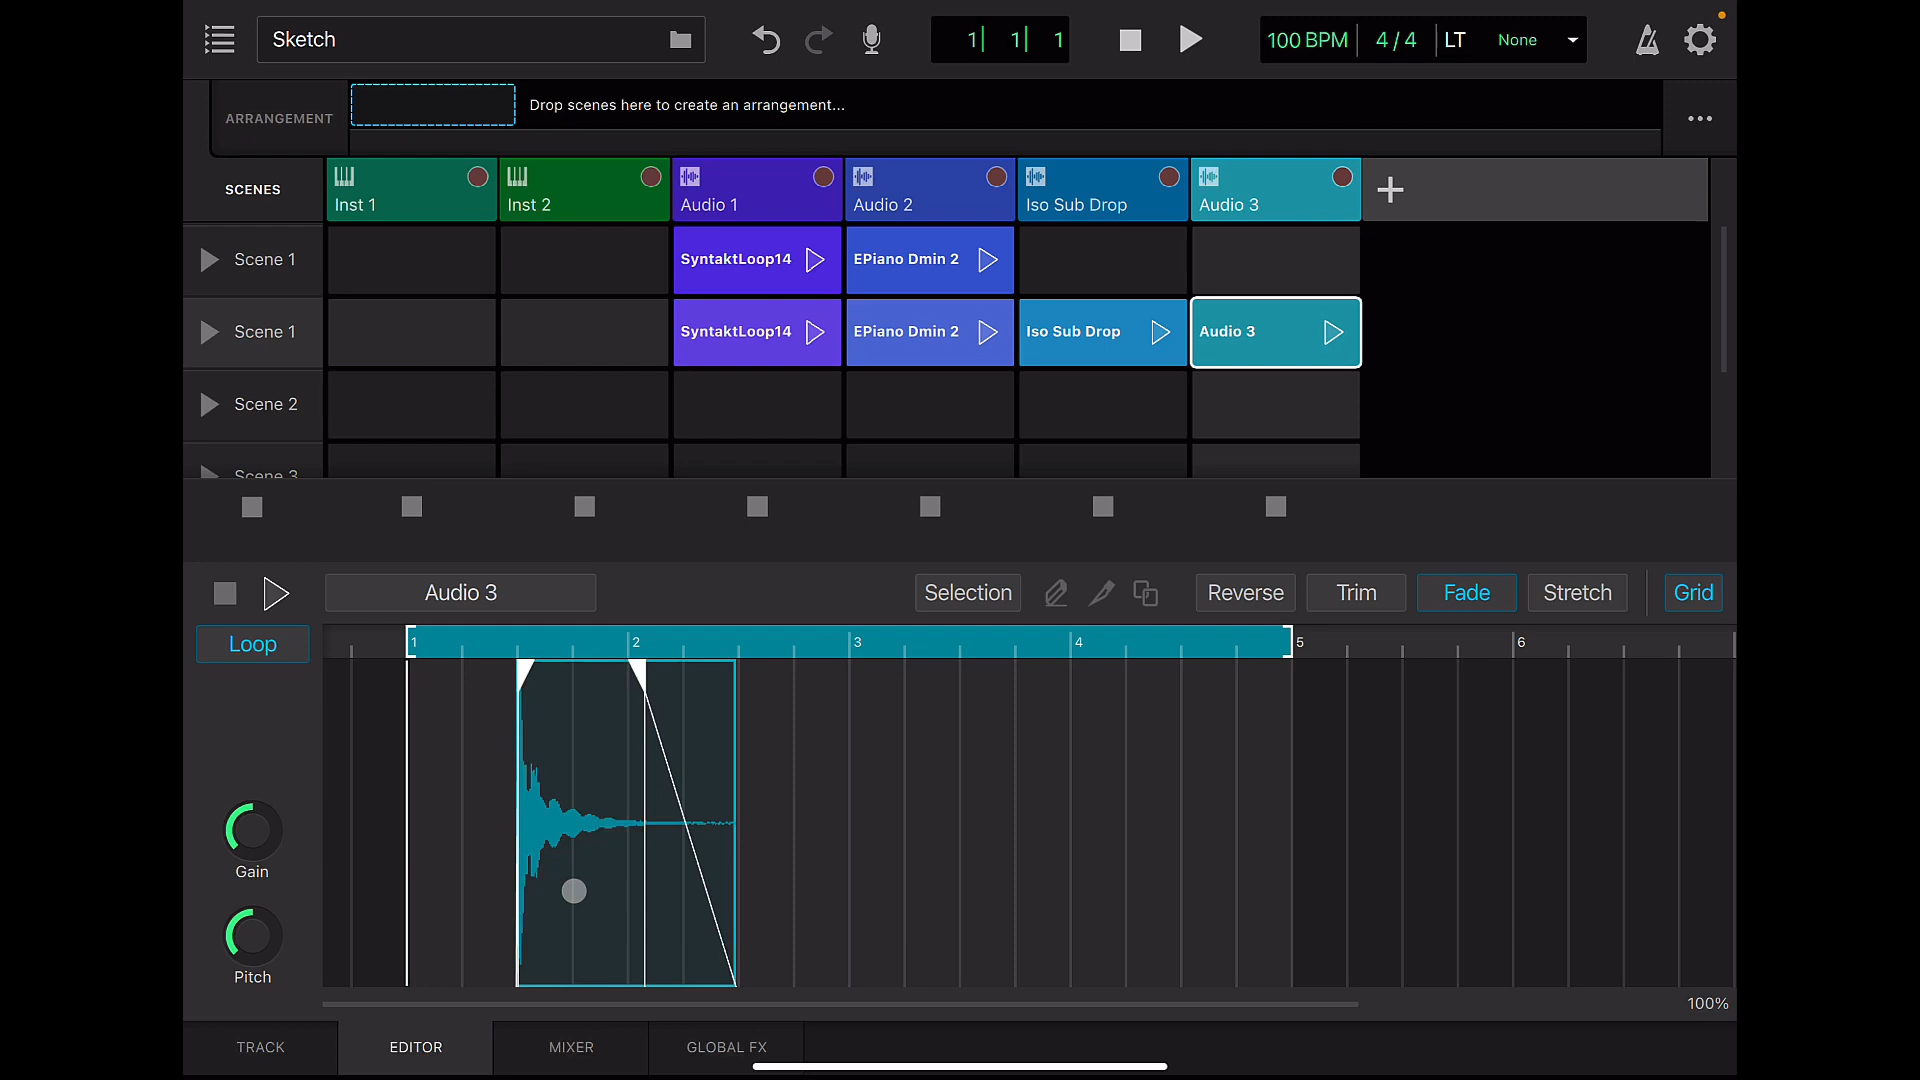 Sketch
1| 1| 1
100 BPM 4/4 LT None
ARRANGEMENT
Drop scenes here to create an arrangement...
SCENES
Inst 1
Inst 2
Audio 1
Audio 2
Iso Sub Drop
Audio 3
Scene 1
SyntaktLoop14
EPiano Dmin 2
Scene 1
SyntaktLoop14
EPiano Dmin 2
Iso Sub Drop
Audio 3
Scene 2
Scene 3
Audio 3
Selection
Reverse
Trim
Fade
Stretch
Grid
Loop
1 2 3 4 5 6
Gain
Pitch
100%
TRACK
EDITOR
MIXER
GLOBAL FX